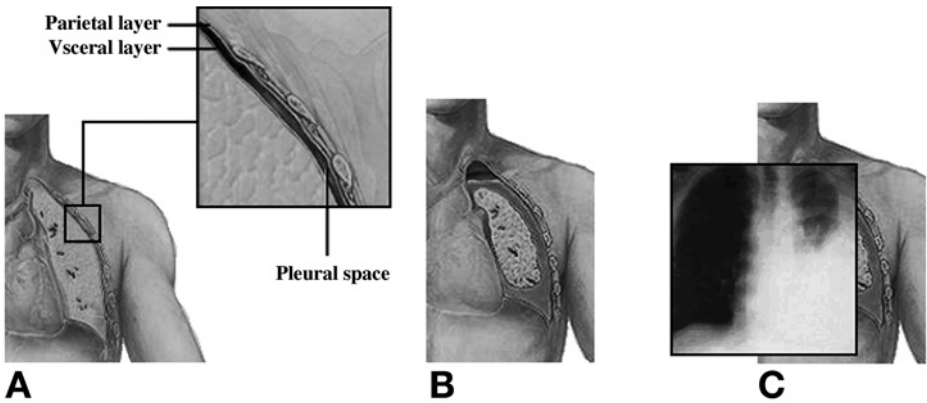 Parietal layer
Vsceral layer
Pleural space
A
B
C